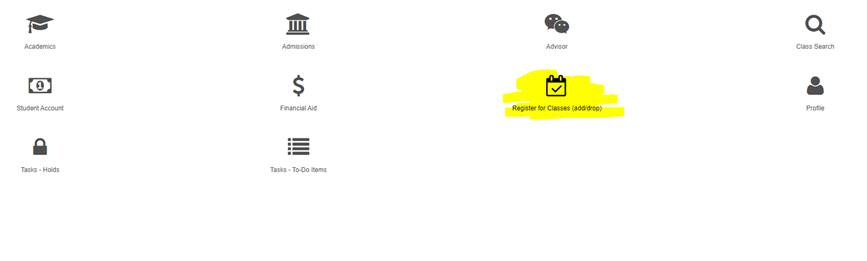 Academics
Admissions
Advisor
Class Search
Student Account
Financial Aid
Register for Classes (add/drop)
Profile
Tasks - Holds
Tasks - To-Do Items